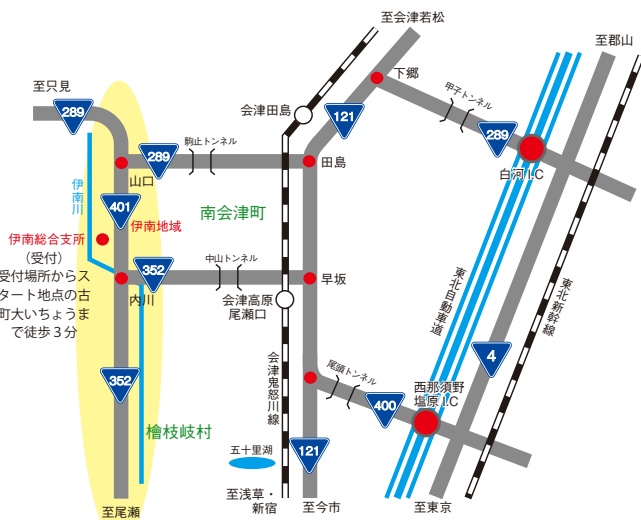 至会津若松
至郡山
下郷
至只見
289
会津田島
121
甲子トンネル
289
白河I.C
駒止トンネル
289
田島
山口
伊南川
401
南会津町
伊南地域
伊南総合支所
（受付）
受付場所からス
タート地点の古
町大いちょうま
で徒歩３分
中山トンネル
352
早坂
内川
会津高原
尾瀬口
東北自動車道
東北新幹線
4
352
会津鬼怒川線
尾頭トンネル
400
西那須野
塩原I.C
檜枝岐村
五十里湖
121
至尾瀬
至浅草・
新宿
至今市
至東京